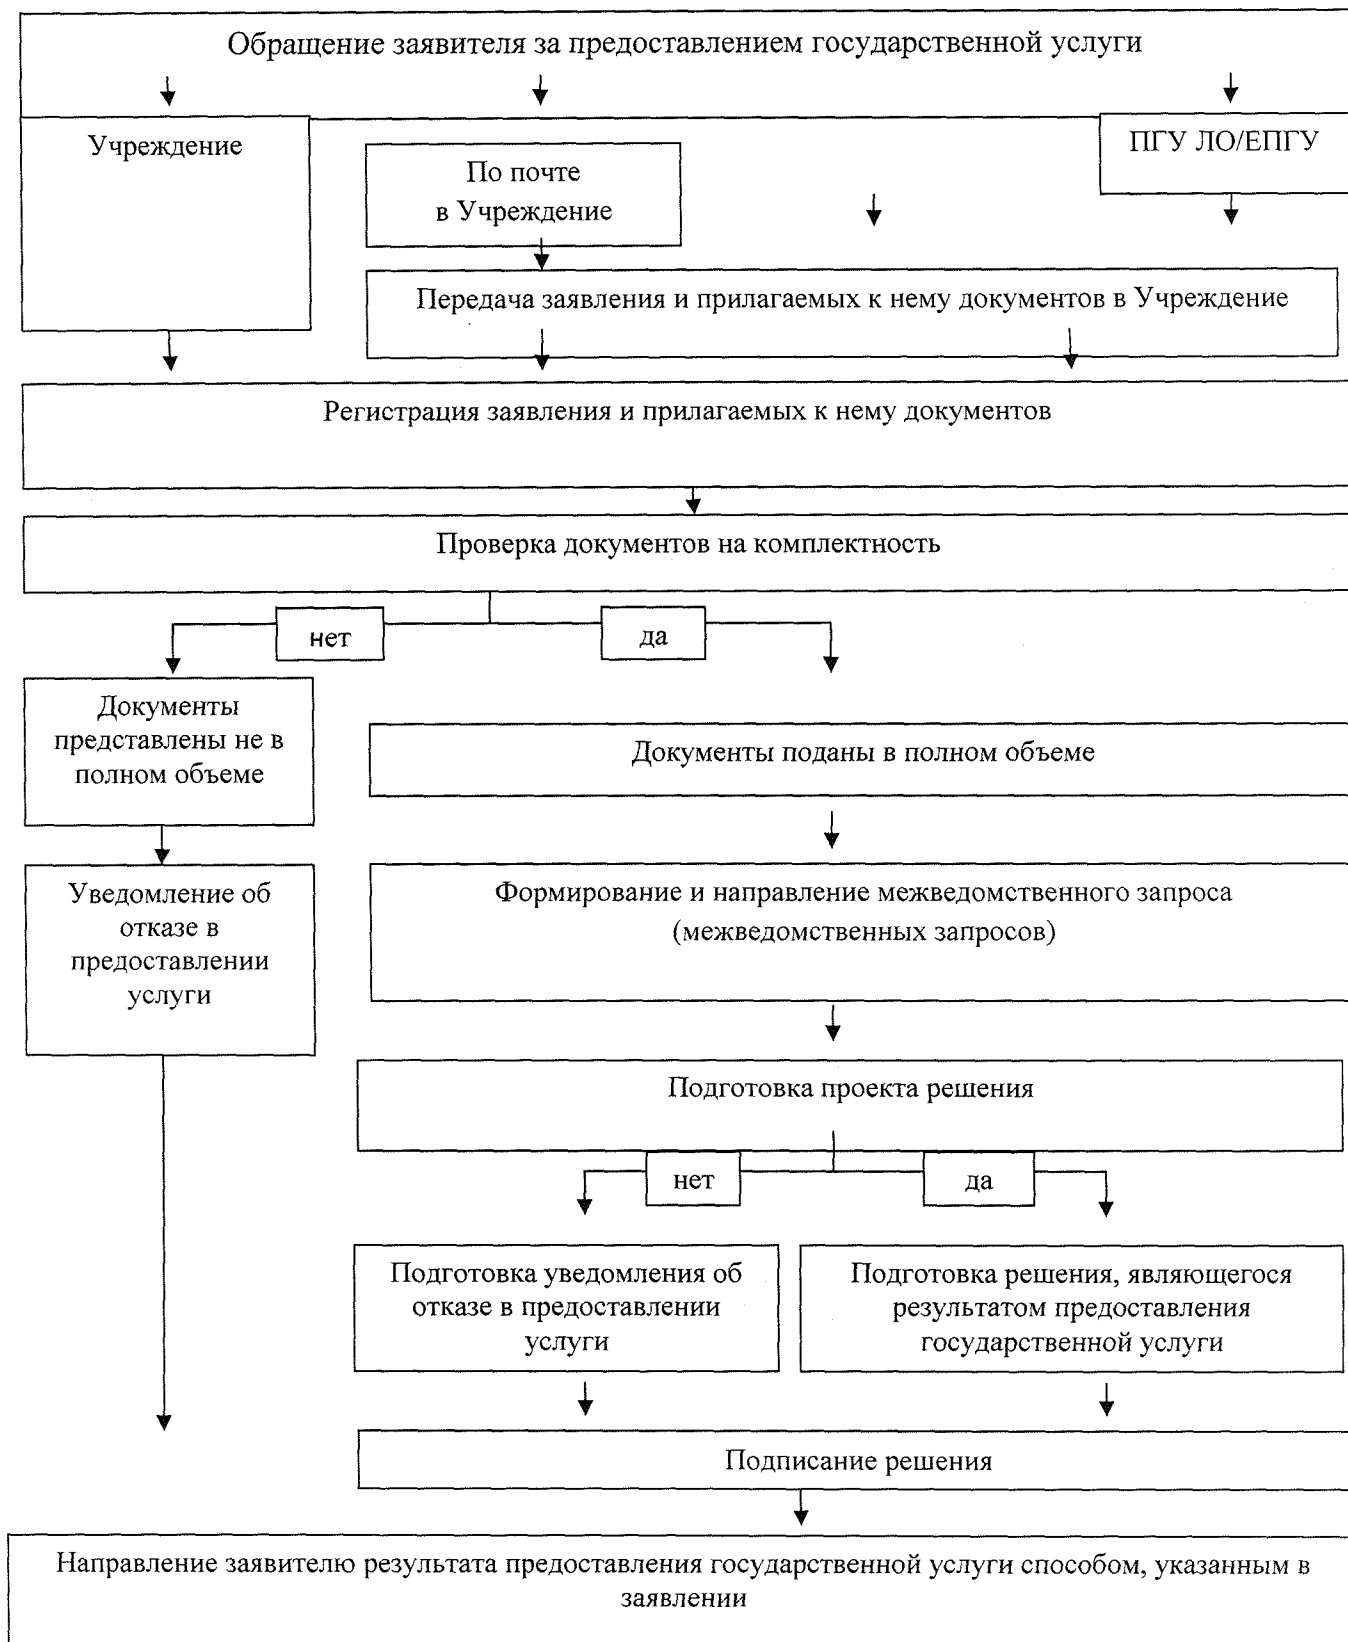 Обращение заявителя за предоставлением государственной услуги
Учреждение
ПГУ ЛО/ЕПГУ
По почте
в Учреждение
Передача заявления и прилагаемых к нему документов в Учреждение
Регистрация заявления и прилагаемых к нему документов
Проверка документов на комплектность
нет
да
Документы
представлены не в
полном объеме
Документы поданы в полном объеме
Уведомление об
отказе в
предоставлении
услуги
Формирование и направление межведомственного запроса
(межведомственных запросов)
Подготовка проекта решения
нет
да
Подготовка уведомления об
отказе в предоставлении
услуги
Подготовка решения, являющегося
результатом предоставления
государственной услуги
Подписание решения
Направление заявителю результата предоставления государственной услуги способом, указанным в
заявлении